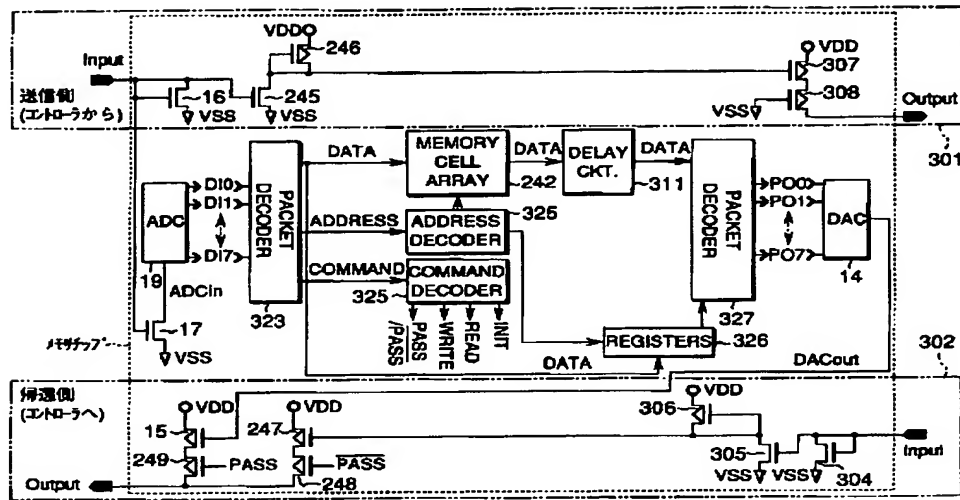 VDD
246
VDD
307
308
Input
16
245
VSS
VSS
VSS
Output
送信側
(コントローラから)
301
DATA
MEMORY
CELL
ARRAY
242
DATA
DELAY
CKT.
311
DATA
ADC
19
DI0
DI1
DI7
PACKET
DECODER
323
ADDRESS
325
ADDRESS
DECODER
PACKET
DECODER
327
PO0
PO1
PO7
DAC
14
ADCin
COMMAND
325
COMMAND
DECODER
PASS
/PASS
WRITE
READ
INIT
REGISTERS
326
17
VSS
メモリチップ
DATA
DACout
302
帰還側
(コントローラへ)
VDD
VDD
VDD
15
247
306
249
PASS
PASS
248
305
304
VSS
VSS
Input
Output